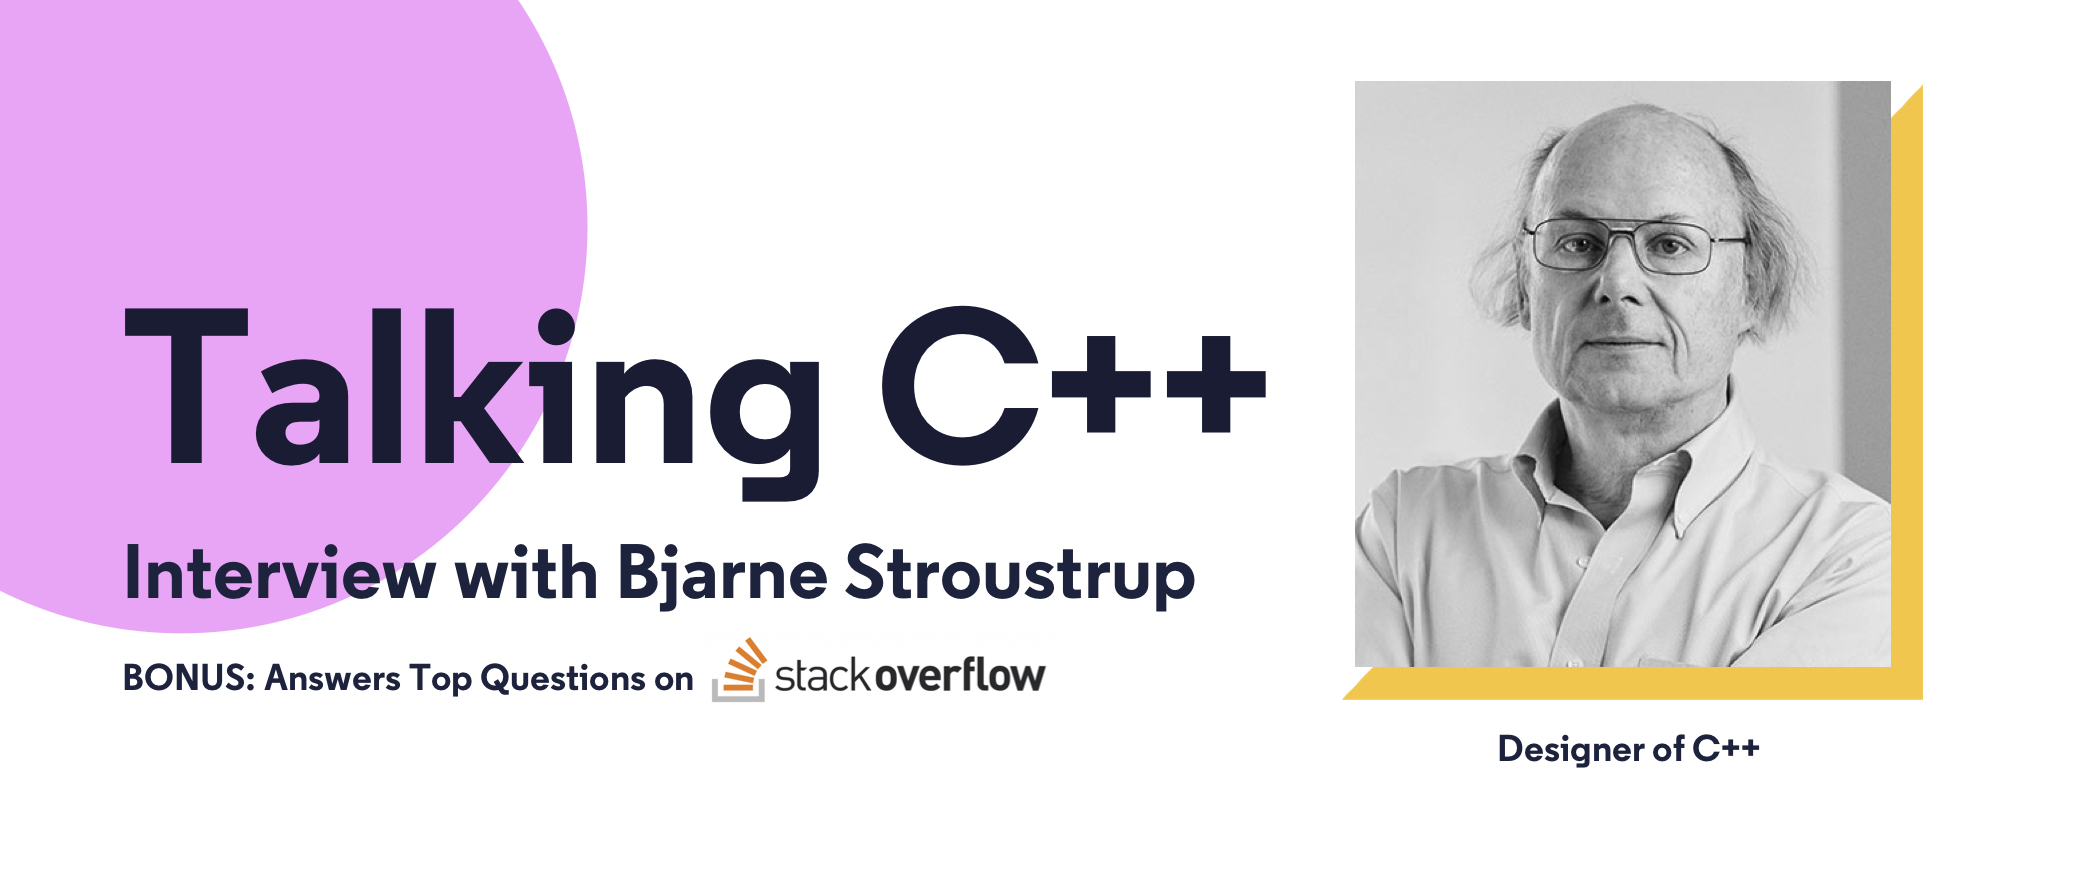 Talking C++
Interview with Bjarne Stroustrup
BONUS: Answers Top Questions on stackoverflow
Designer of C++